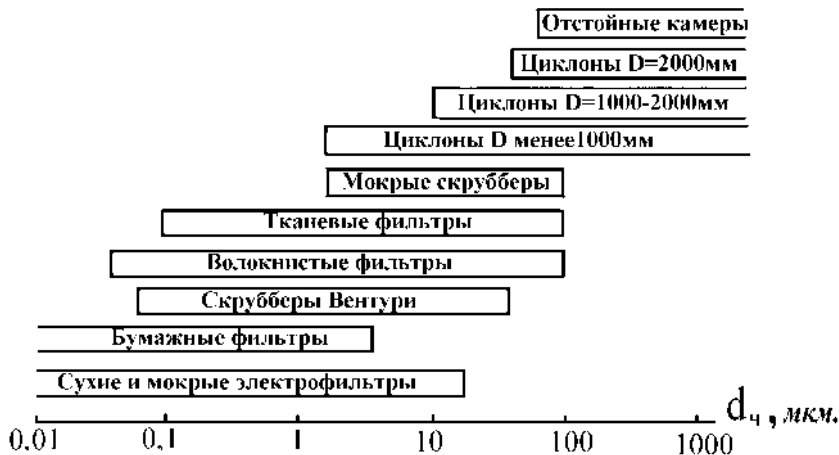 Отстойные камеры
Циклоны D=2000мм
Циклоны D=1000-2000мм
Циклоны D менее1000мм
Мокрые скрубберы
Тканевые фильтры
Волокнистые фильтры
Скрубберы Вентури
Бумажные фильтры
Сухие и мокрые электрофильтры
0.01 0,1 1 10 100 1000 dч , мкм.